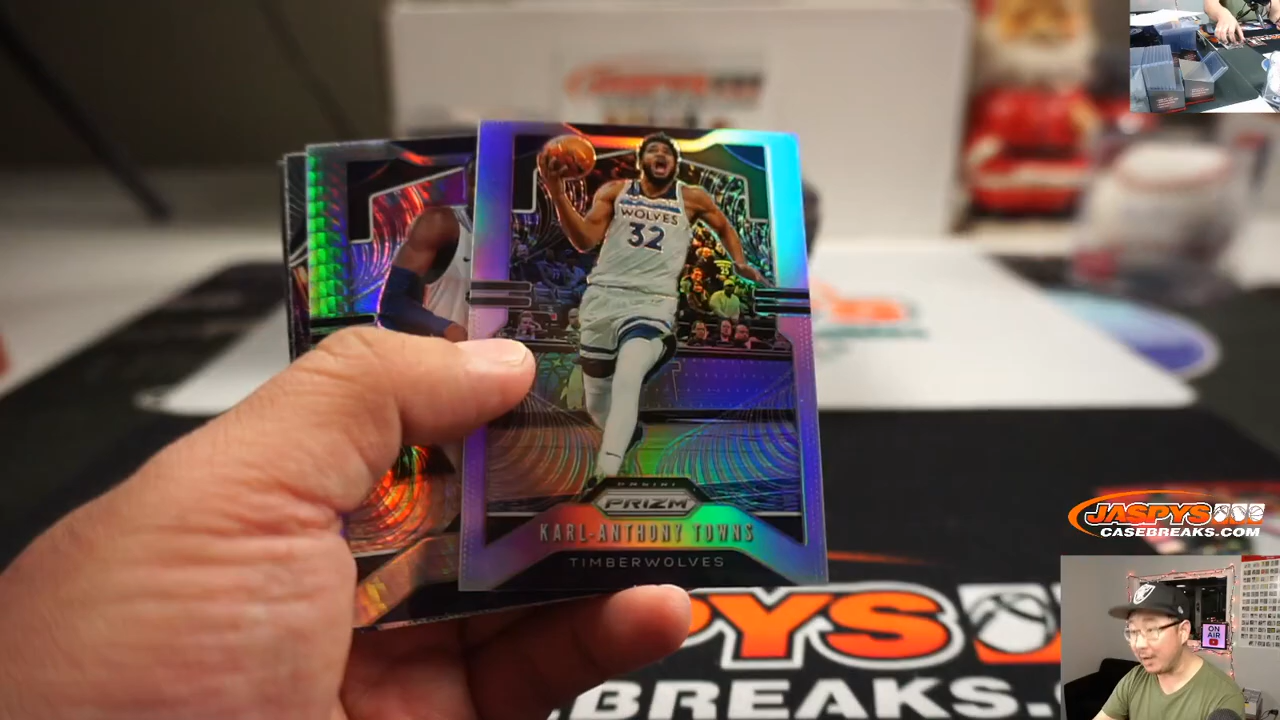 WOLVES
32
PANINI
PRIZM
KARL-ANTHONY TOWNS
TIMBERWOLVES
JASPYS
CASEBREAKS.COM
ON
AIR
PYS
BREAKS.